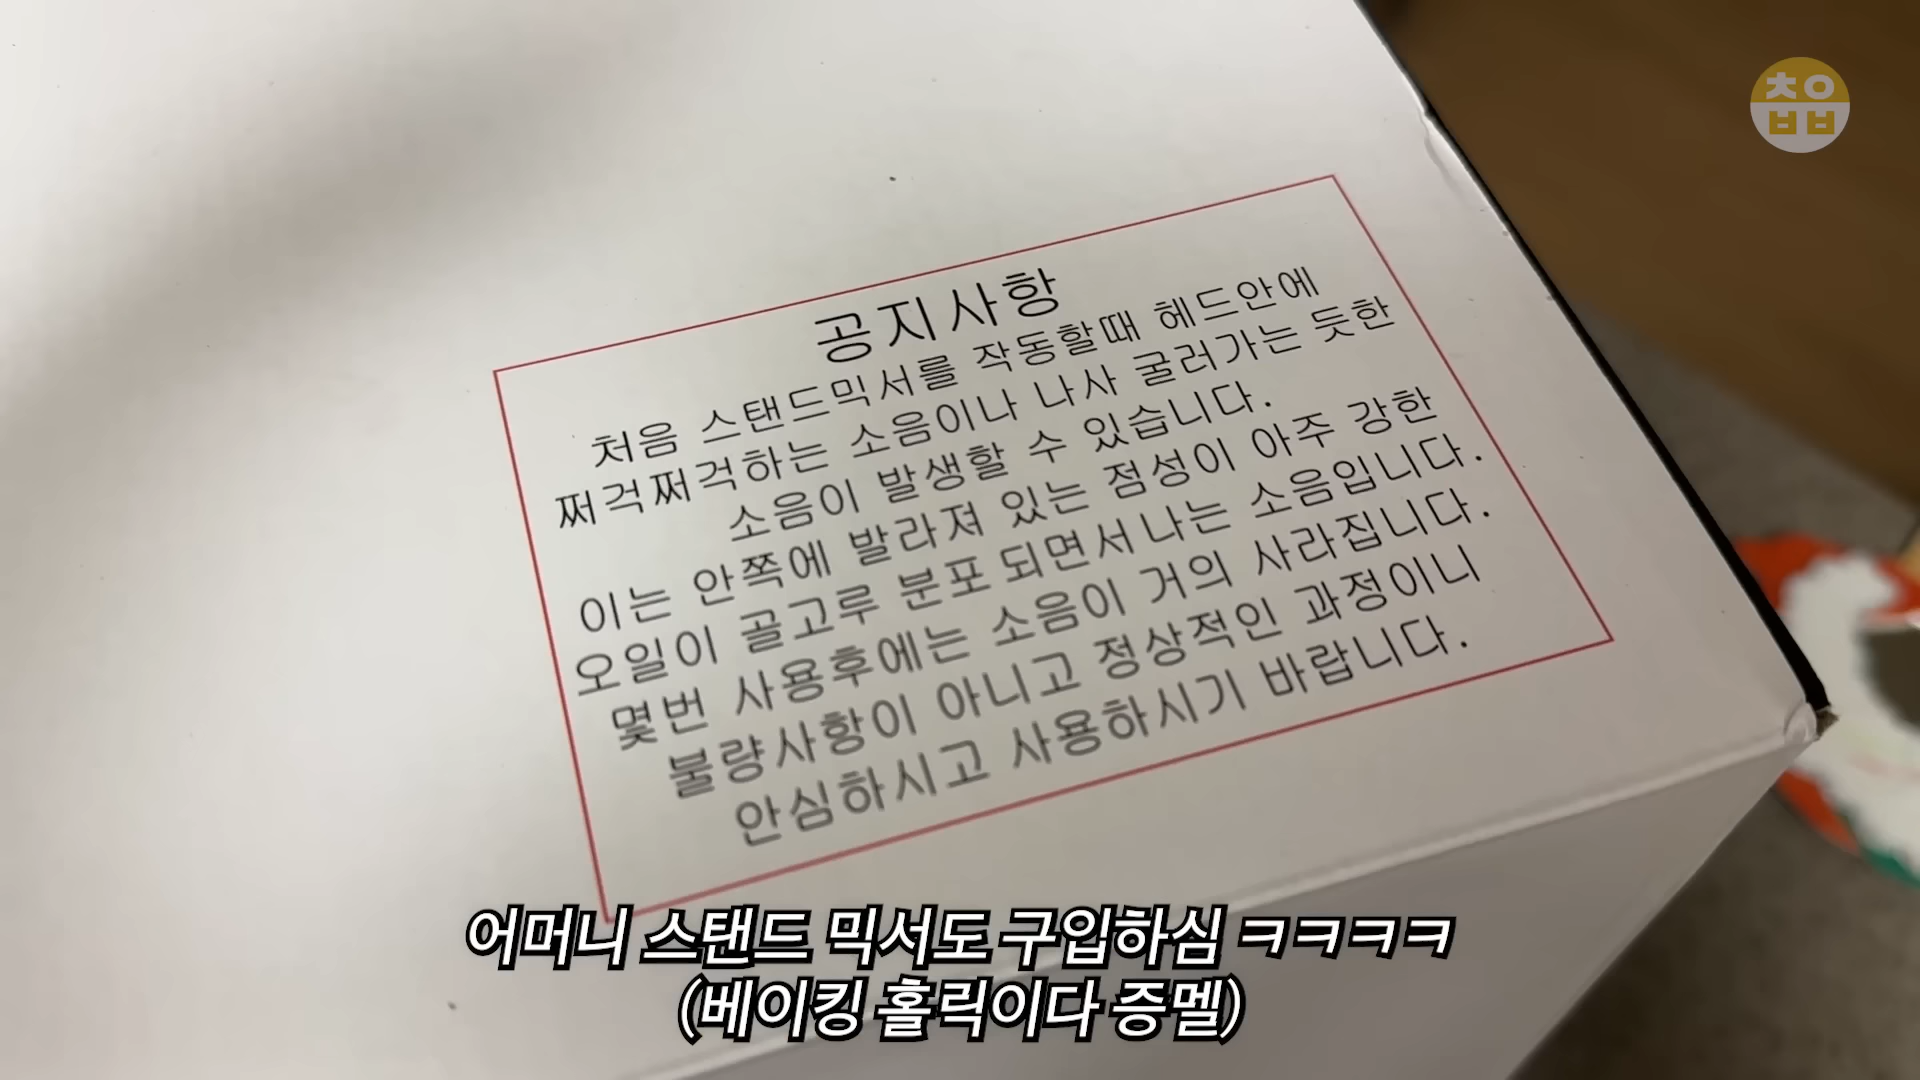 챱욥
공지사항
처음 스탠드믹서를 작동할때 헤드안에
쩌걱쩌걱하는 소음이나 나사 굴러가는 듯한
소음이 발생할 수 있습니다.
이는 안쪽에 발라져 있는 점성이 아주 강한
오일이 골고루 분포 되면서나는 소음입니다.
몇번 사용후에는 소음이 거의 사라집니다.
불량사항이 아니고 정상적인 과정이니
안심하시고 사용하시기 바랍니다.
어머니 스탠드 믹서도 구입하심 ㅋㅋㅋㅋ
(베이킹 홀릭이다 증멜)